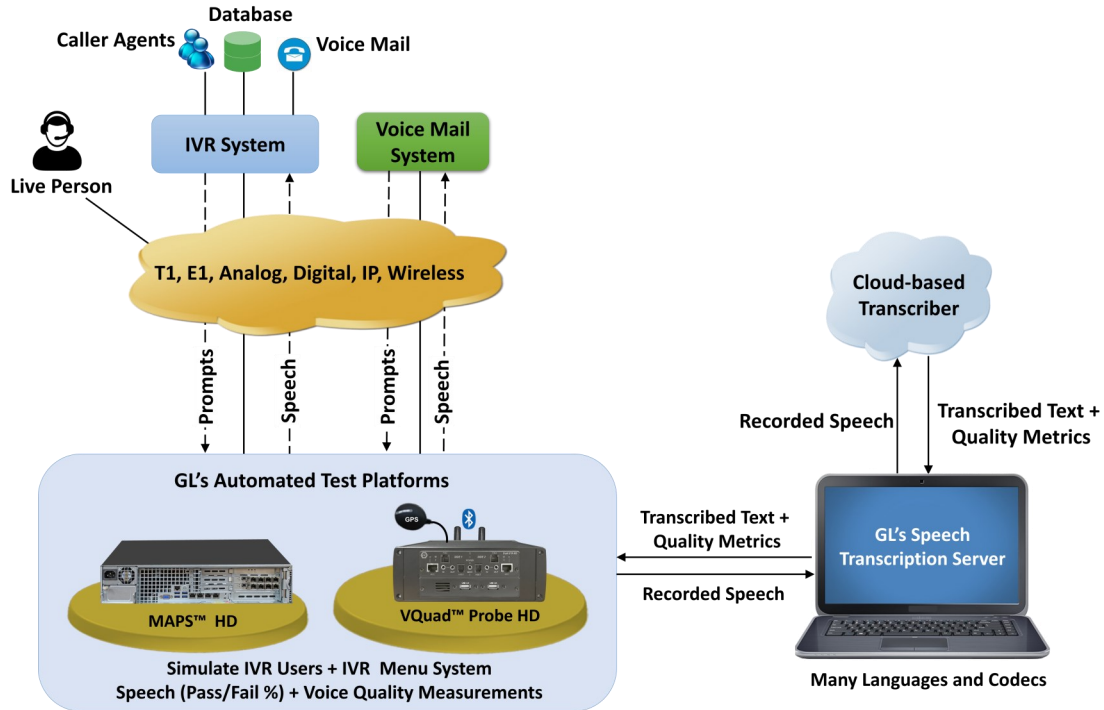 Database
Caller Agents
Voice Mail
IVR System
Voice Mail
System
Live Person
T1, E1, Analog, Digital, IP, Wireless
Prompts
Speech
Prompts
Speech
Cloud-based
Transcriber
Recorded Speech
Transcribed Text +
Quality Metrics
GL's Automated Test Platforms
GPS
MAPS™ HD
VQuad™ Probe HD
Simulate IVR Users + IVR Menu System
Speech (Pass/Fail %) + Voice Quality Measurements
Transcribed Text +
Quality Metrics
Recorded Speech
GL's Speech
Transcription Server
Many Languages and Codecs